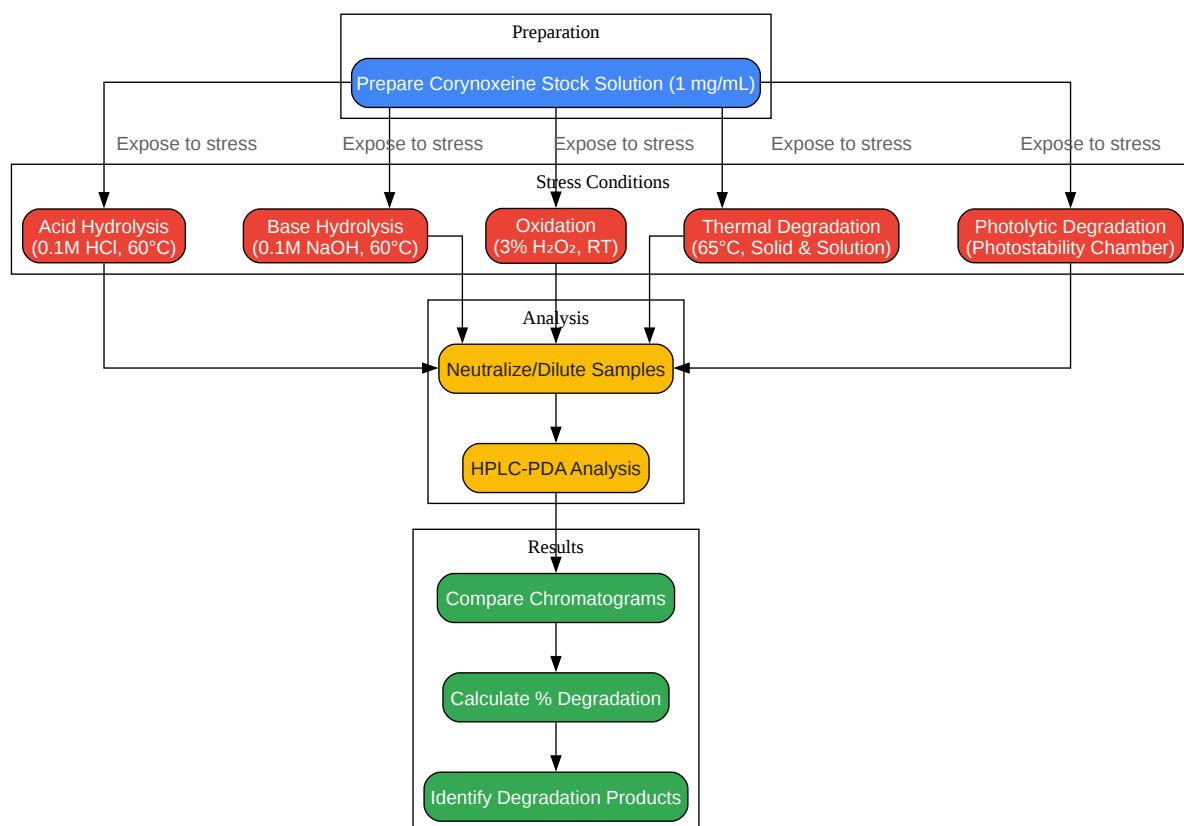 Preparation
Prepare Corynoxeine Stock Solution (1 mg/mL)
Expose to stress
Expose to stress
Expose to stress
Expose to stress
Expose to stress
Stress Conditions
Acid Hydrolysis
(0.1M HCl, 60°C)
Base Hydrolysis
(0.1M NaOH, 60°C)
Oxidation
(3% H₂O₂, RT)
Thermal Degradation
(65°C, Solid & Solution)
Photolytic Degradation
(Photostability Chamber)
Analysis
Neutralize/Dilute Samples
HPLC-PDA Analysis
Results
Compare Chromatograms
Calculate % Degradation
Identify Degradation Products